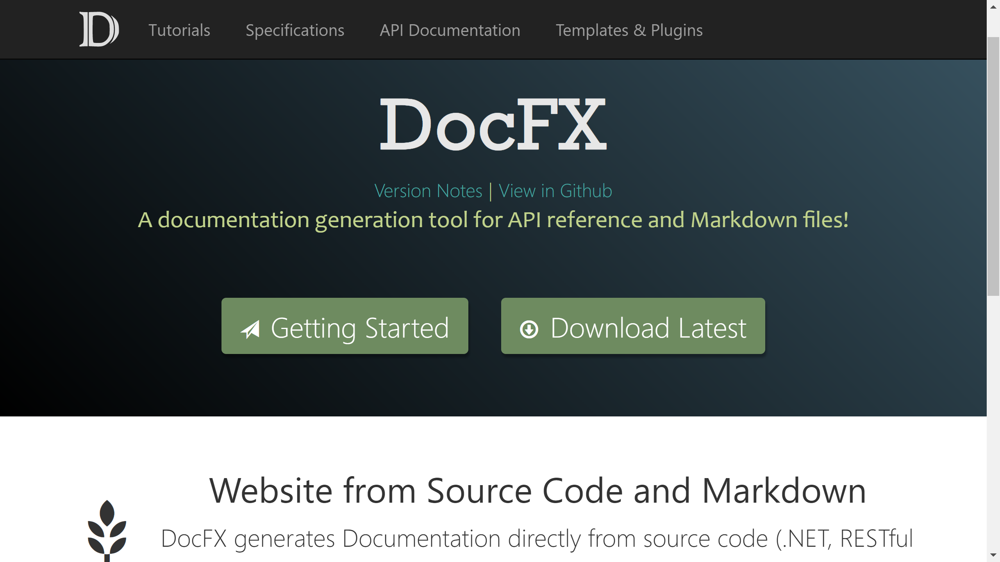 D
Tutorials Specifications API Documentation Templates & Plugins
DocFX
Version Notes | View in Github
A documentation generation tool for API reference and Markdown files!
Getting Started Download Latest
Website from Source Code and Markdown
DocFX generates Documentation directly from source code (.NET, RESTful